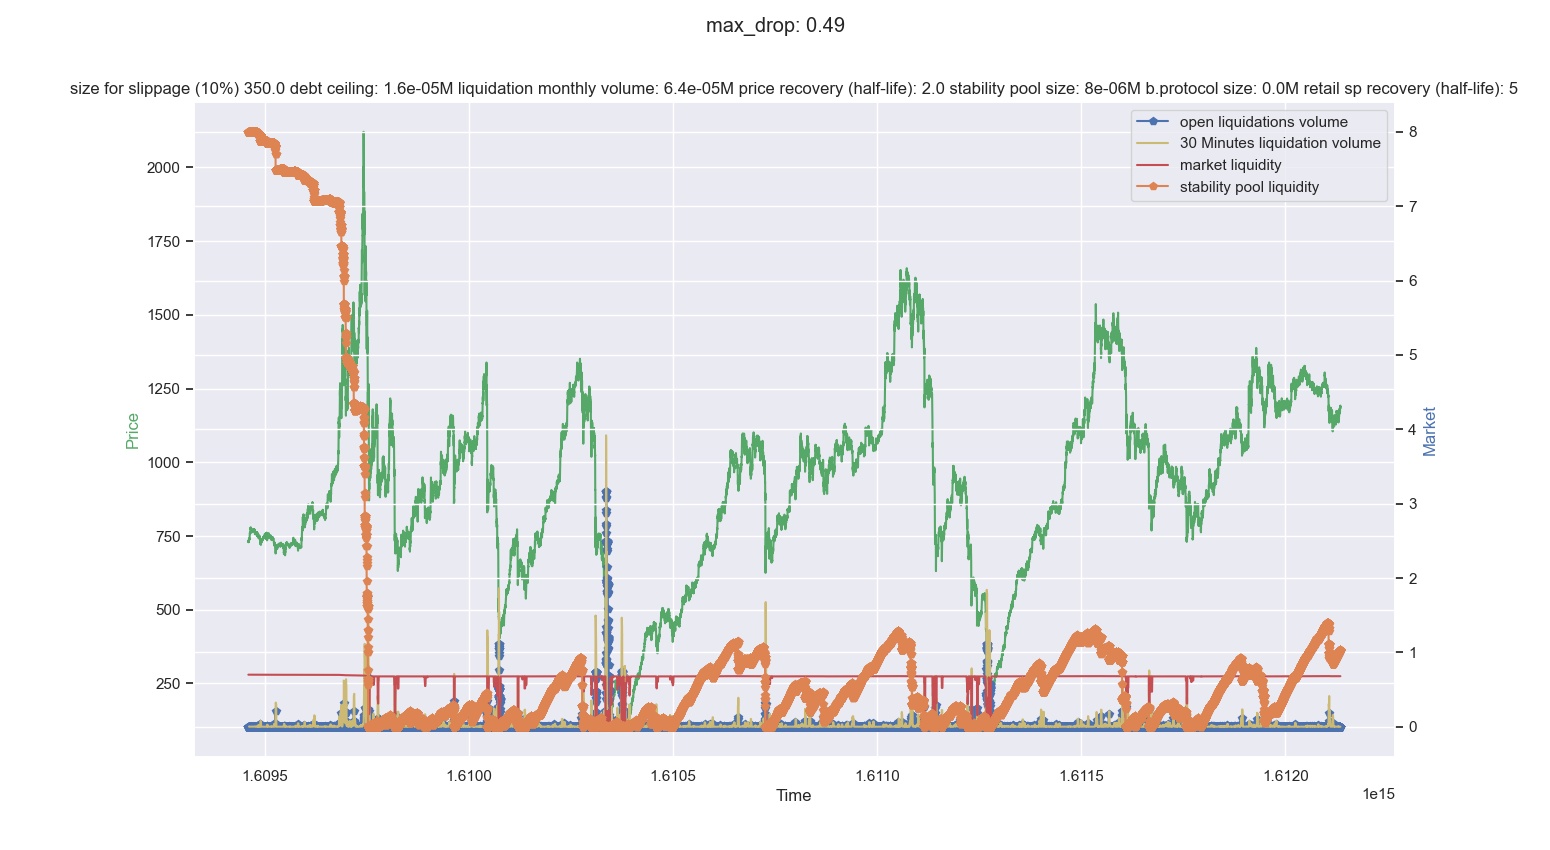 max_drop: 0.49
size for slippage (10%) 350.0 debt ceiling: 1.6e-05M liquidation monthly volume: 6.4e-05M price recovery (half-life): 2.0 stability pool size: 8e-06M b.protocol size: 0.0M retail sp recovery (half-life): 5
open liquidations volume
30 Minutes liquidation volume
market liquidity
stability pool liquidity
2000
1750
1500
1250
1000
750
500
250
Price
8
7
6
5
4
3
2
1
0
Market
1.6095
1.6100
1.6105
1.6110
1.6115
1.6120
1e15
Time